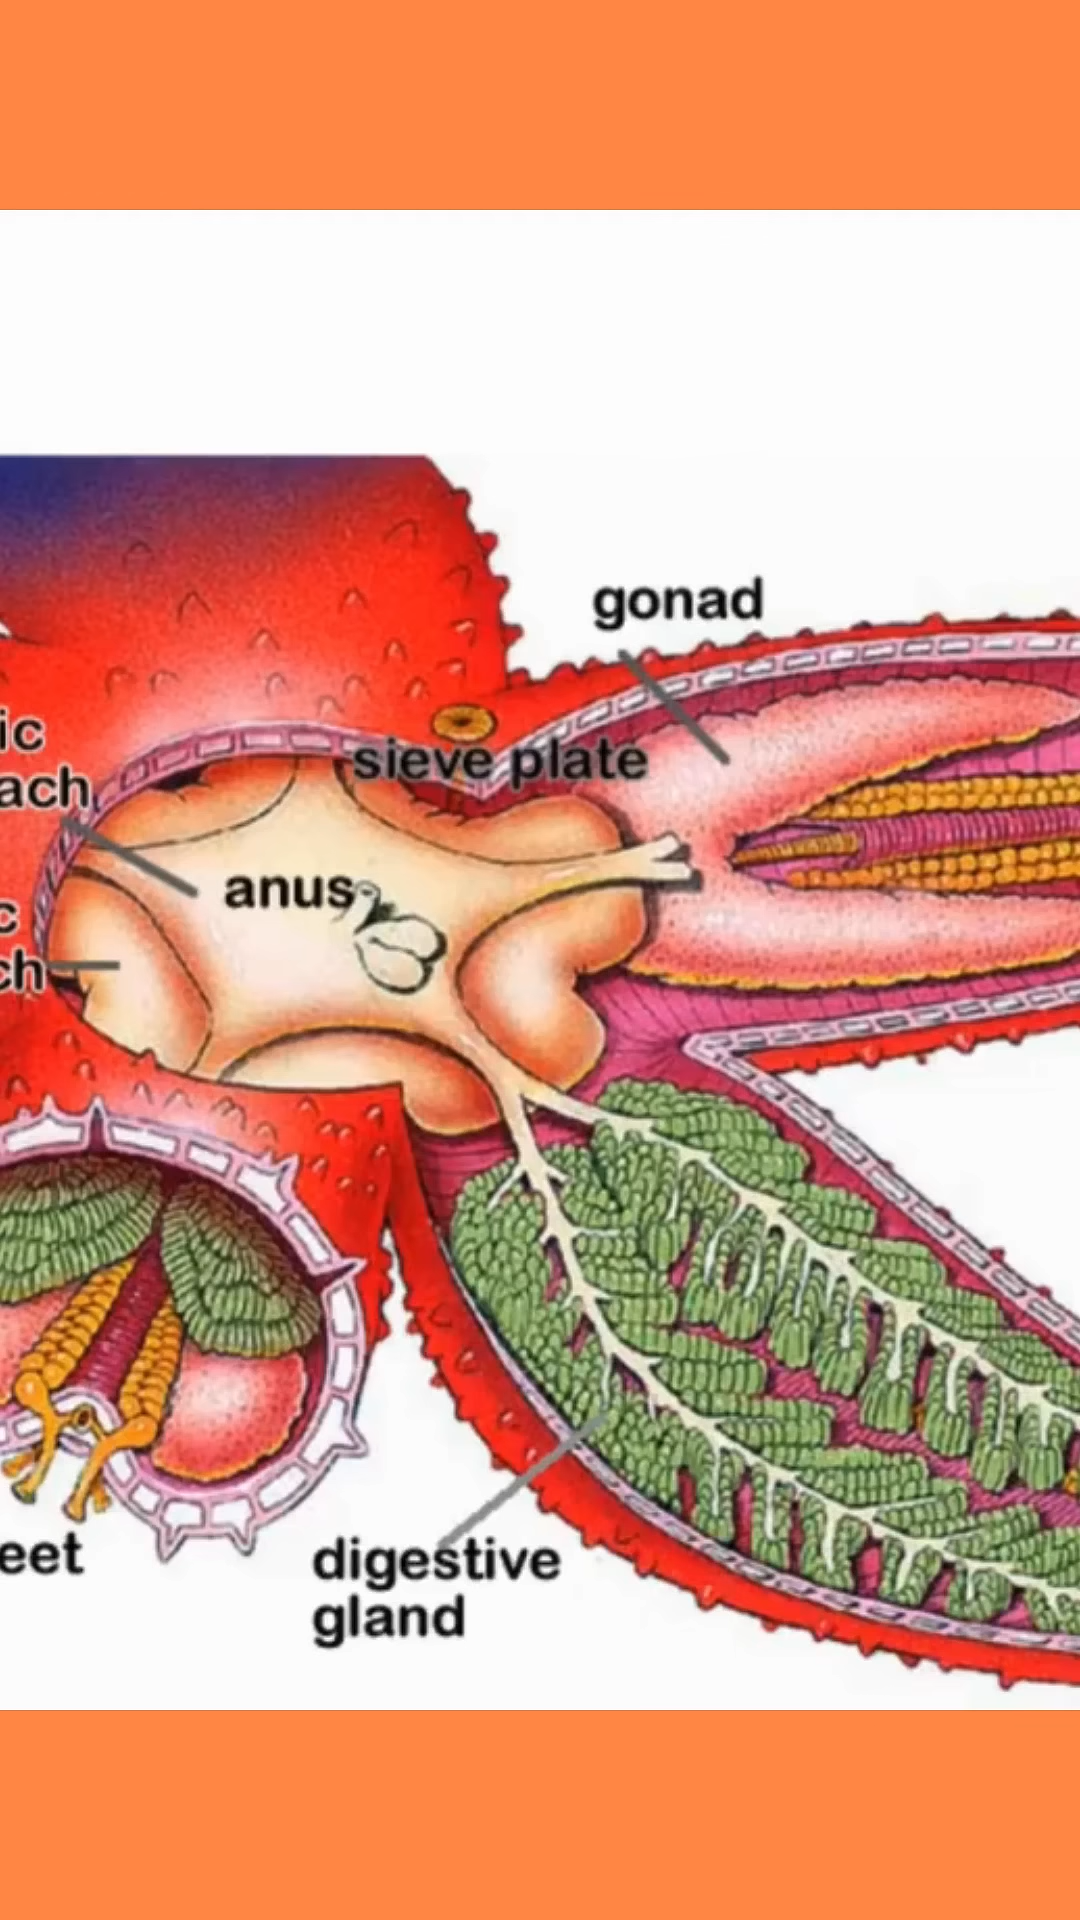 gonad
ic
ach
sieve plate
anus
c
ch
eet
digestive
gland